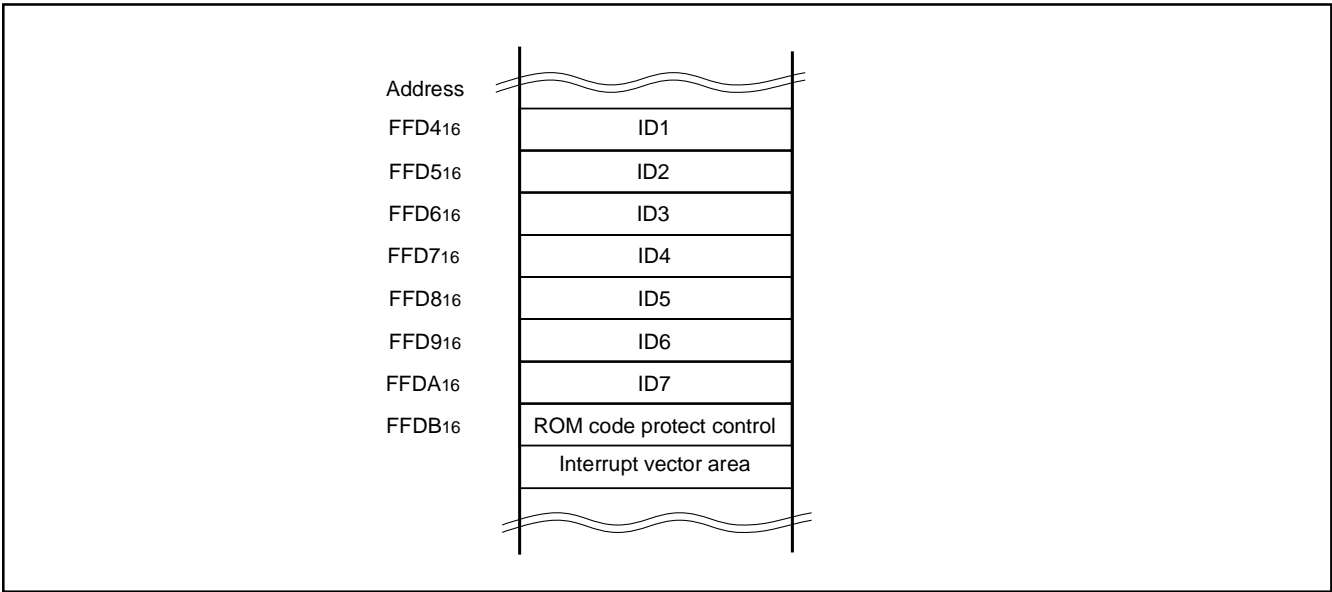 Address
FFD416 ID1
FFD516 ID2
FFD616 ID3
FFD716 ID4
FFD816 ID5
FFD916 ID6
FFDA16 ID7
FFDB16 ROM code protect control
Interrupt vector area